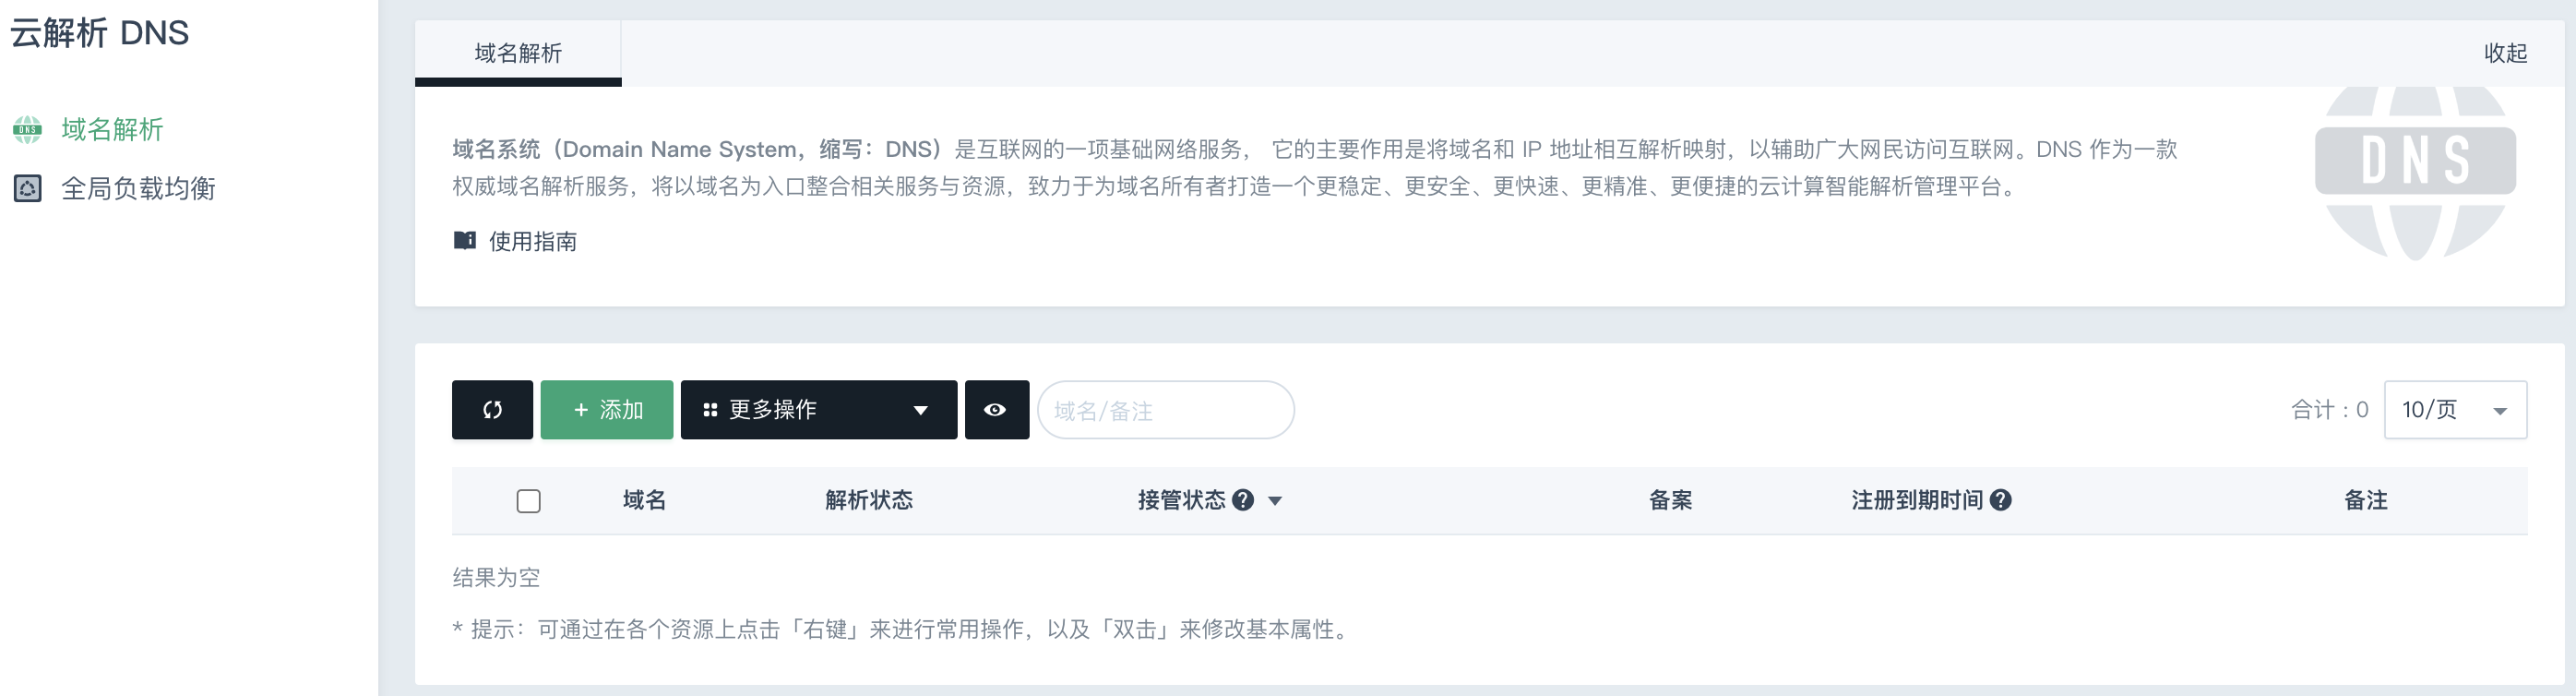 云解析 DNS
域名解析
全局负载均衡
域名解析
收起
域名系统（Domain Name System，缩写：DNS）是互联网的一项基础网络服务， 它的主要作用是将域名和 IP 地址相互解析映射，以辅助广大网民访问互联网。DNS 作为一款
权威域名解析服务，将以域名为入口整合相关服务与资源，致力于为域名所有者打造一个更稳定、更安全、更快速、更精准、更便捷的云计算智能解析管理平台。
使用指南
DNS
+ 添加 更多操作 域名/备注 合计：0 10/页
域名 解析状态 接管状态 备案 注册到期时间 备注
结果为空
* 提示：可通过在各个资源上点击「右键」来进行常用操作，以及「双击」来修改基本属性。